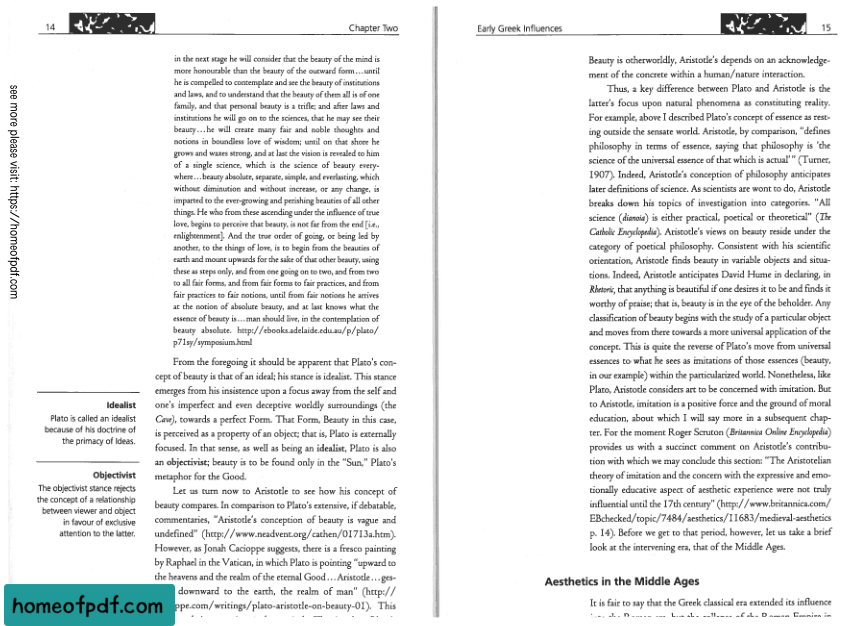 14
Chapter Two
in the next stage he will consider that the beauty of the mind is
more honourable than the beauty of the outward form...until
he is compelled to contemplate and see the beauty of institutions
and laws, and to understand that the beauty of them all is of one
family, and that personal beauty is a trifle; and after laws and
institutions he will go on to the sciences, that he may see their
beauty...he will create many fair and noble thoughts and
notions in boundless love of wisdom; until on that shore he
grows and waxes strong, and at last the vision is revealed to him
of a single science, which is the science of beauty every-
where...beauty absolute, separate, simple, and everlasting, which
without diminution and without increase, or any change, is
imparted to the ever-growing and perishing beauties of all other
things. He who from these ascending under the influence of true
love, begins to perceive that beauty, is not far from the end [i.e.,
enlightenment]. And the true order of going, or being led by
another, to the things of love, is to begin from the beauties of
earth and mount upwards for the sake of that other beauty, using
these as steps only, and from one going on to two, and from two
to all fair forms, and from fair forms to fair practices, and from
fair practices to fair notions, until from fair notions he arrives
at the notion of absolute beauty, and at last knows what the
essence of beauty is...man should live, in the contemplation of
beauty absolute. http://ebooks.adelaide.edu.au/p/plato/
p71sy/symposium.html
From the foregoing it should be apparent that Plato's con-
cept of beauty is that of an ideal; his stance is idealist. This stance
emerges from his insistence upon a focus away from the self and
one's imperfect and even deceptive worldly surroundings (the
Cave), towards a perfect Form. That Form, Beauty in this case,
is perceived as a property of an object; that is, Plato is externally
focused. In that sense, as well as being an idealist, Plato is also
an objectivist; beauty is to be found only in the "Sun," Plato's
metaphor for the Good.
Let us turn now to Aristotle to see how his concept of
beauty compares. In comparison to Plato's extensive, if debatable,
commentaries, "Aristotle's conception of beauty is vague and
undefined" (http://www.neadvent.org/cathen/01713a.htm).
However, as Jonah Cacioppe suggests, there is a fresco painting
by Raphael in the Vatican, in which Plato is pointing "upward to
the heavens and the realm of the eternal Good...Aristotle...ges-
downward to the earth, the realm of man" (http://
ppe.com/writings/plato-aristotle-on-beauty-01). This
Idealist
Plato is called an idealist
because of his doctrine of
the primacy of Ideas.
Objectivist
The objectivist stance rejects
the concept of a relationship
between viewer and object
in favour of exclusive
attention to the latter.
see more please visit: https://homeofpdf.com
homeofpdf.com
Early Greek Influences
15
Beauty is otherworldly, Aristotle's depends on an acknowledge-
ment of the concrete within a human/nature interaction.
Thus, a key difference between Plato and Aristotle is the
latter's focus upon natural phenomena as constituting reality.
For example, above I described Plato's concept of essence as rest-
ing outside the sensate world. Aristotle, by comparison, "defines
philosophy in terms of essence, saying that philosophy is 'the
science of the universal essence of that which is actual'" (Turner,
1907). Indeed, Aristotle's conception of philosophy anticipates
later definitions of science. As scientists are wont to do, Aristotle
breaks down his topics of investigation into categories. "All
science (dianoia) is either practical, poetical or theoretical" (The
Catholic Encyclopedia). Aristotle's views on beauty reside under the
category of poetical philosophy. Consistent with his scientific
orientation, Aristotle finds beauty in variable objects and situa-
tions. Indeed, Aristotle anticipates David Hume in declaring, in
Rhetoric, that anything is beautiful if one desires it to be and finds it
worthy of praise; that is, beauty is in the eye of the beholder. Any
classification of beauty begins with the study of a particular object
and moves from there towards a more universal application of the
concept. This is quite the reverse of Plato's move from universal
essences to what he sees as imitations of those essences (beauty,
in our example) within the particularized world. Nonetheless, like
Plato, Aristotle considers art to be concerned with imitation. But
to Aristotle, imitation is a positive force and the ground of moral
education, about which I will say more in a subsequent chap-
ter. For the moment Roger Scruton (Britannica Online Encyclopedia)
provides us with a succinct comment on Aristotle's contribu-
tion with which we may conclude this section: "The Aristotelian
theory of imitation and the concern with the expressive and emo-
tionally educative aspect of aesthetic experience were not truly
influential until the 17th century" (http://www.britannica.com/
EBchecked/topic/7484/aesthetics/11683/medieval-aesthetics
p. 14). Before we get to that period, however, let us take a brief
look at the intervening era, that of the Middle Ages.
Aesthetics in the Middle Ages
It is fair to say that the Greek classical era extended its influence